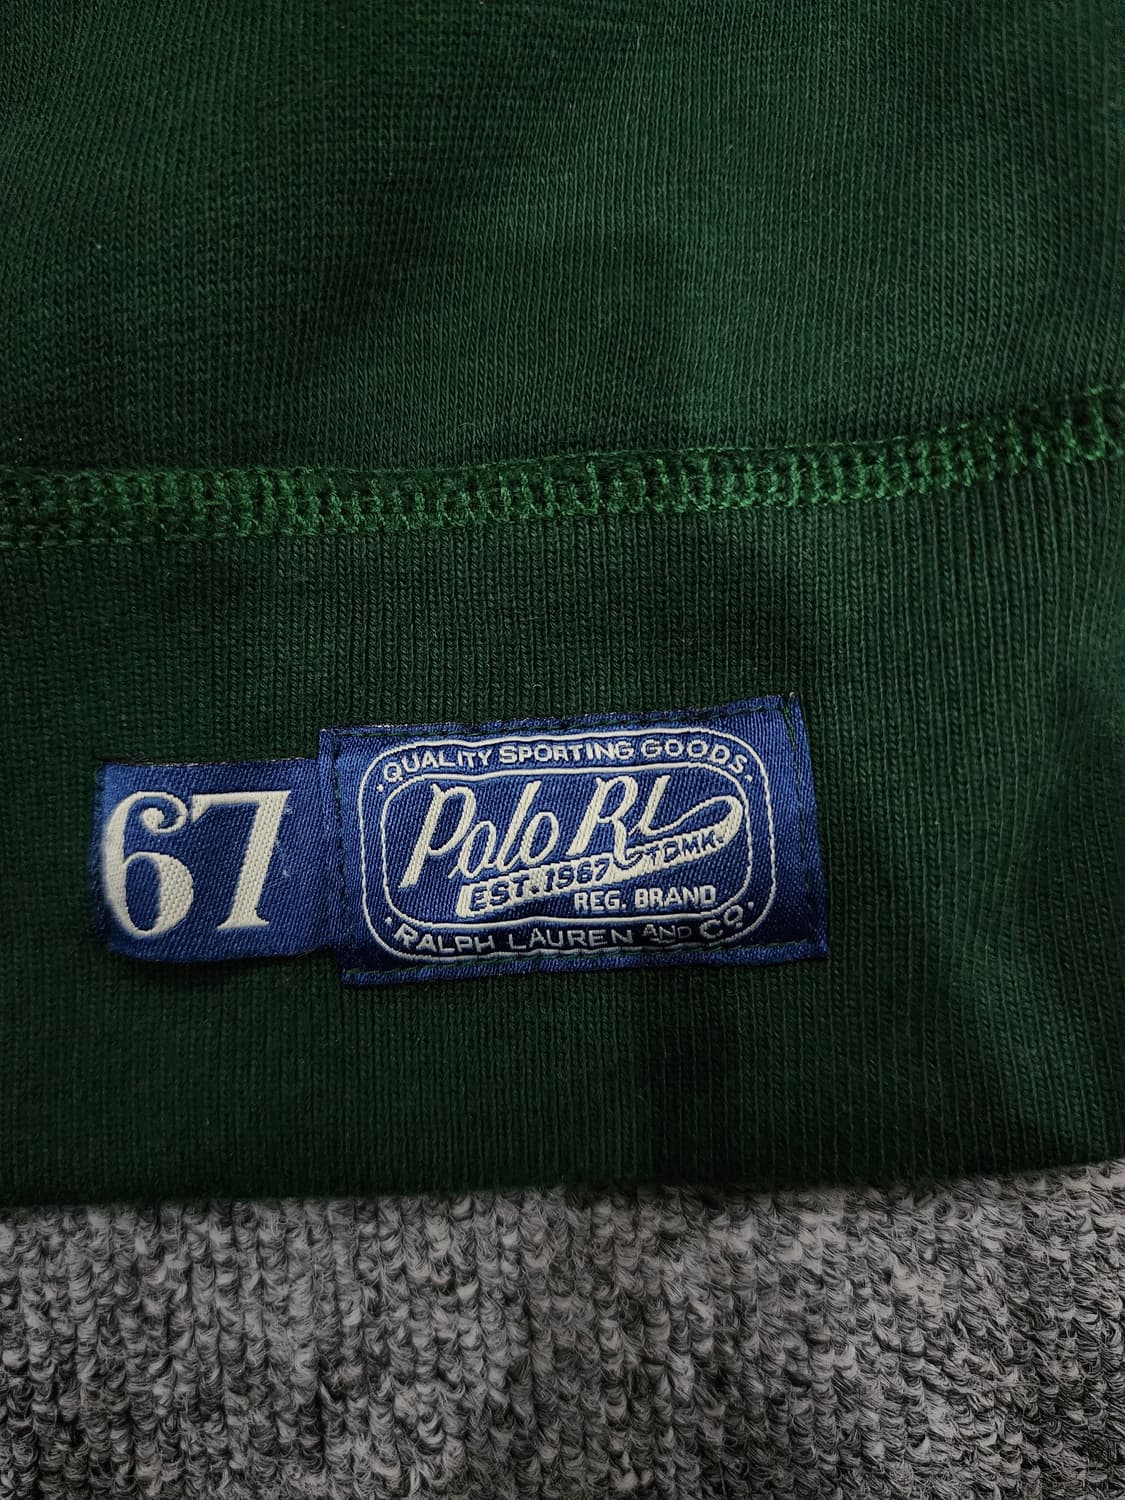 67
QUALITY SPORTING GOODS
Polo RL
TDMK.
EST. 1967
REG. BRAND
RALPH LAUREN AND CO.